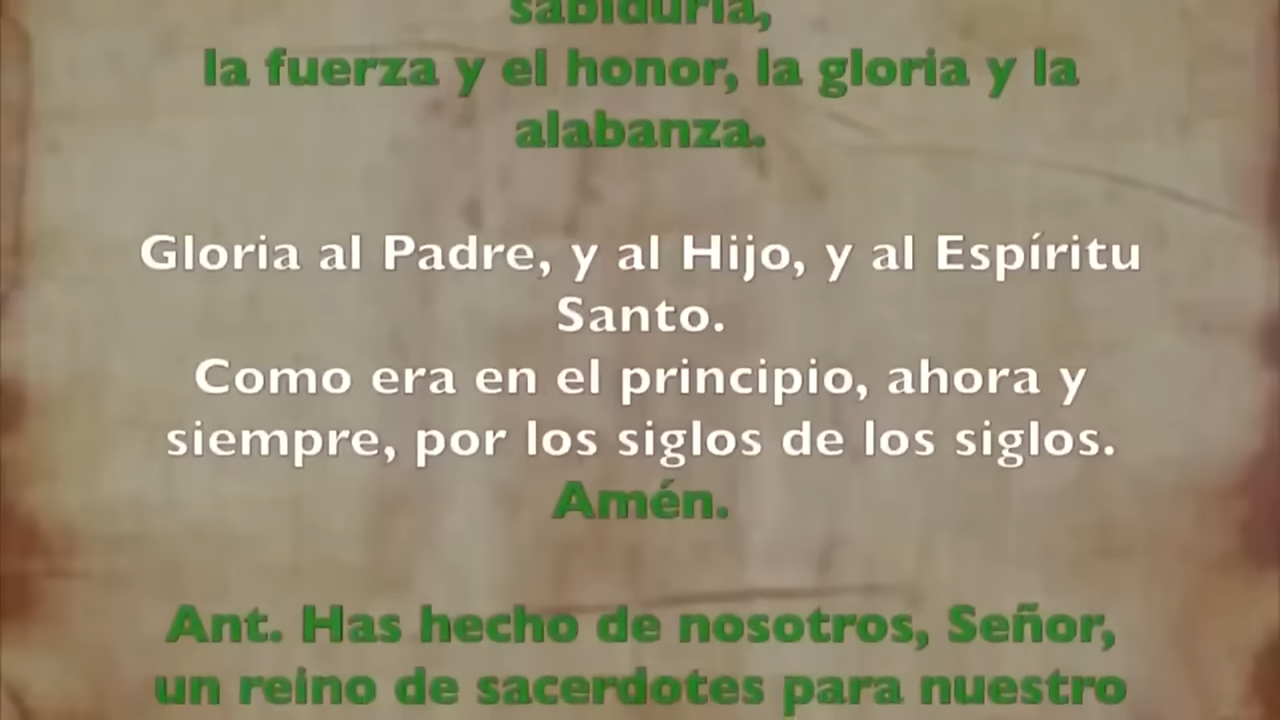 sabiduría,
la fuerza y el honor, la gloria y la
alabanza.
Gloria al Padre, y al Hijo, y al Espíritu
Santo.
Como era en el principio, ahora y
siempre, por los siglos de los siglos.
Amén.
Ant. Has hecho de nosotros, Señor,
un reino de sacerdotes para nuestro